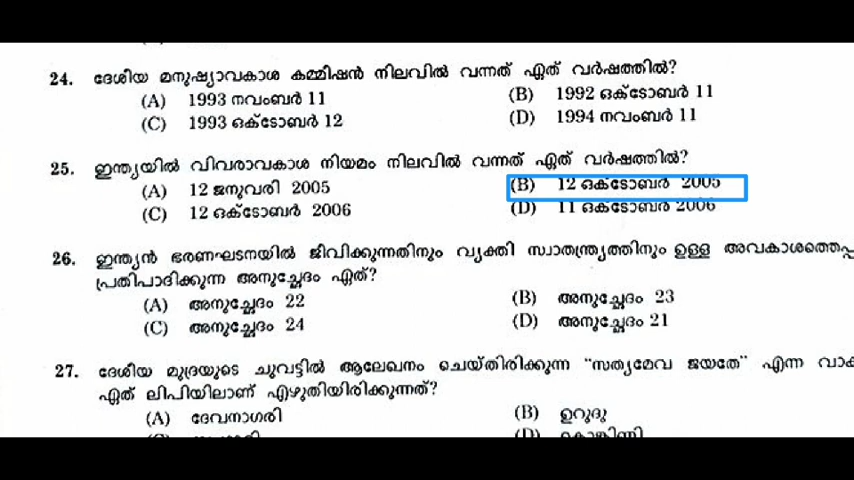 24. ദേശീയ മനുഷ്യാവകാശ കമ്മീഷൻ നിലവിൽ വന്നത് ഏത് വർഷത്തിൽ?
(A) 1993 നവംബർ 11 (B) 1992 ഒക്ടോബർ 11
(C) 1993 ഒക്ടോബർ 12 (D) 1994 നവംബർ 11
25. ഇന്ത്യയിൽ വിവരാവകാശ നിയമം നിലവിൽ വന്നത് ഏത് വർഷത്തിൽ?
(A) 12 ജനുവരി 2005 (B) 12 ഒക്ടോബർ 2005
(C) 12 ഒക്ടോബർ 2006 (D) 11 ഒക്ടോബർ 2006
26. ഇന്ത്യൻ ഭരണഘടനയിൽ ജീവിക്കുന്നതിനും വ്യക്തി സ്വാതന്ത്ര്യത്തിനും ഉള്ള
പ്രതിപാദിക്കുന്ന അനുച്ഛേദം ഏത്?
(A) അനുച്ഛേദം 22 (B) അനുച്ഛേദം 23
(C) അനുച്ഛേദം 24 (D) അനുച്ഛേദം 21
27. ദേശീയ മുദ്രയുടെ ചുവട്ടിൽ ആലേഖനം ചെയ്തിരിക്കുന്ന "സത്യമേവ ജയതേ" എന്ന
ഏത് ലിപിയിലാണ് എഴുതിയിരിക്കുന്നത്?
(A) ദേവനാഗരി (B) ഉറുദു
(D) കൊങ്കിണി